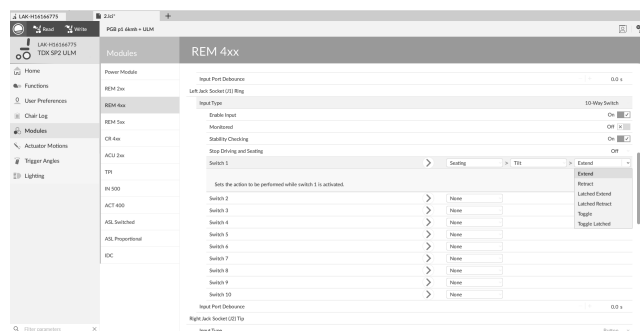 LAK-H16166775
2.lci*
+
Read
Write
PGB p5 6kmh + ULM
LAK-H16166775
TDX SP2 ULM
Home
Functions
User Preferences
Chair Log
Modules
Actuator Motions
Trigger Angles
Lighting
Filter parameters
Modules
Power Module
REM 2xx
REM 4xx
REM 5xx
CR 4xx
ACU 2xx
TPI
IN 500
ACT 400
ASL Switched
ASL Proportional
IDC
REM 4xx
Input Port Debounce 0.0 s
Left Jack Socket (J1) Ring
Input Type 10-Way Switch
Enable Input On
Monitored Off
Stability Checking On
Stop Driving and Seating Off
Switch 1 Seating > Tilt > Extend
Sets the action to be performed while switch 1 is activated.
Extend
Retract
Latched Extend
Latched Retract
Toggle
Toggle Latched
Switch 2 None
Switch 3 None
Switch 4 None
Switch 5 None
Switch 6 None
Switch 7 None
Switch 8 None
Switch 9 None
Switch 10 None
Input Port Debounce 0.0 s
Right Jack Socket (J2) Tip
Input Type